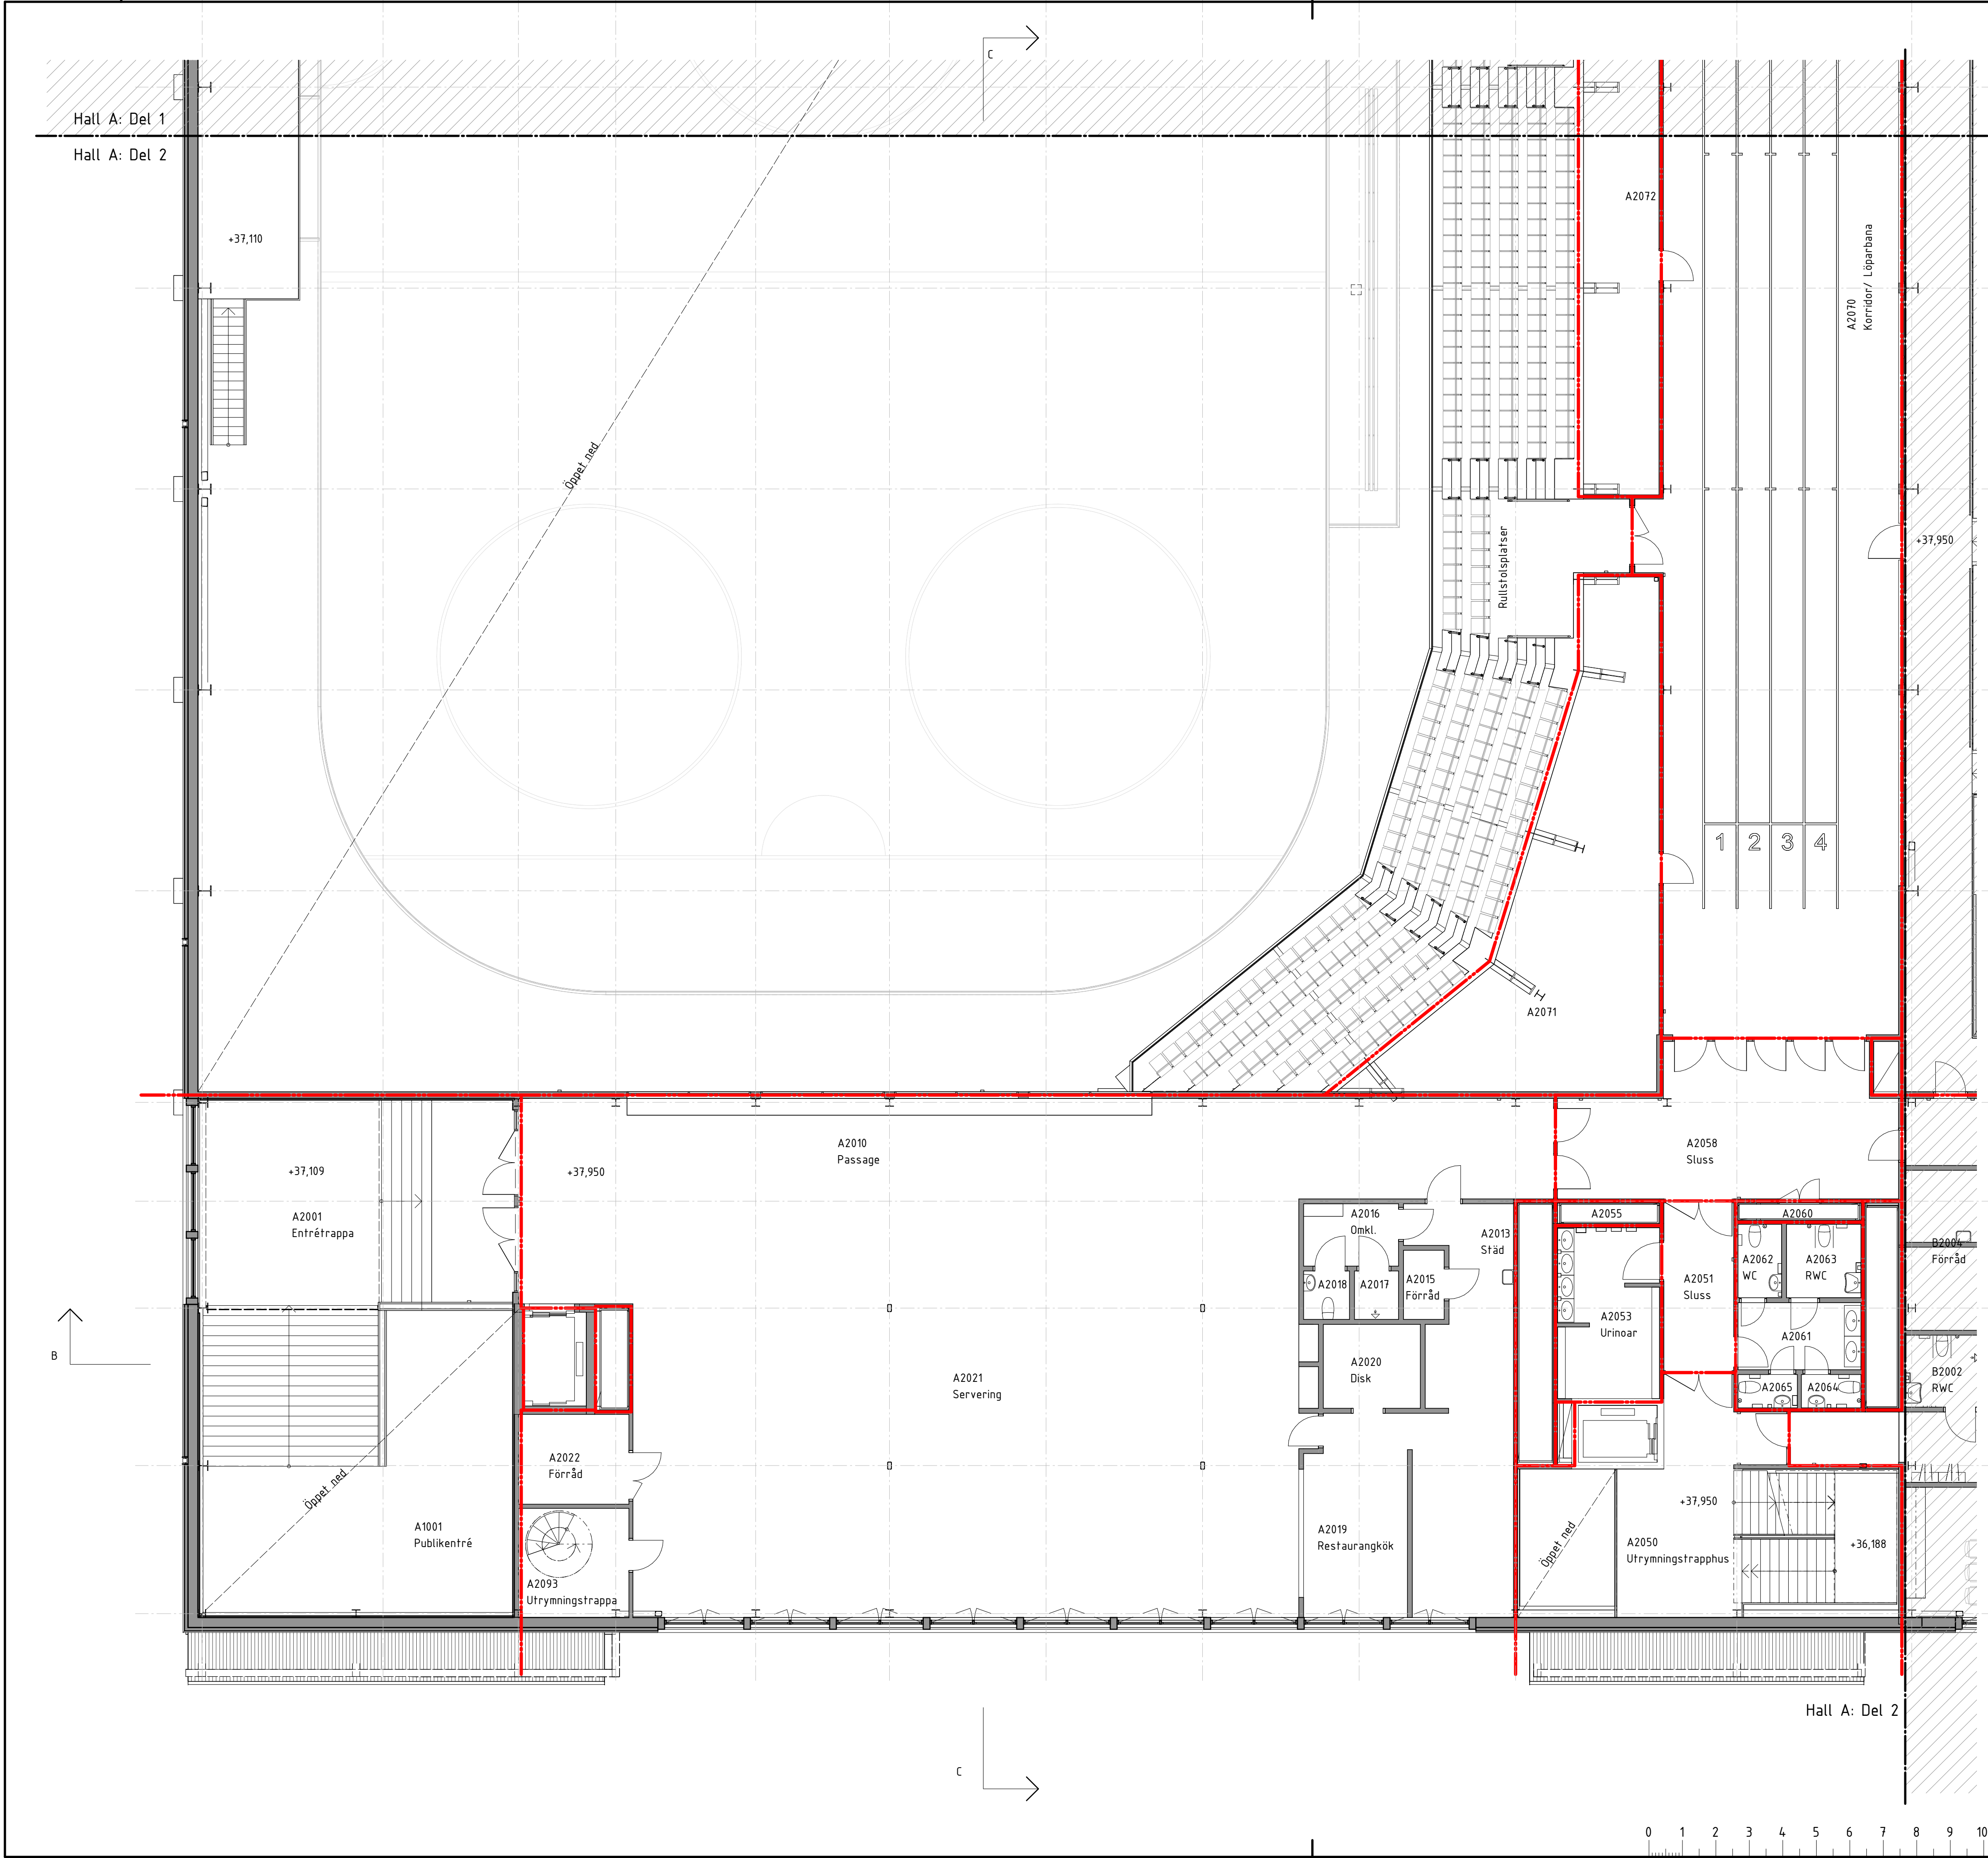 C
Hall A: Del 1
Hall A: Del 2
A2072
+37,110
A2070
Korridor/ Löparbana
Öppet ned
Rullstolsplatser
+37,950
1 2 3 4
A2071
A2010
Passage
A2058
Sluss
+37,109
+37,950
A2001
Entrétrappa
A2016
Omkl.
A2013
Städ
A2055
A2060
B2004
Förråd
A2062
WC
A2063
RWC
A2018
A2017
A2015
Förråd
A2051
Sluss
A2053
Urinoar
A2061
B
A2020
Disk
A2021
Servering
A2065
A2064
B2002
RWC
A2022
Förråd
Öppet ned
+37,950
A1001
Publikentré
A2019
Restaurangkök
Öppet ned
A2050
Utrymningstrapphus
+36,188
A2093
Utrymningstrappa
Hall A: Del 2
C
0 1 2 3 4 5 6 7 8 9 10